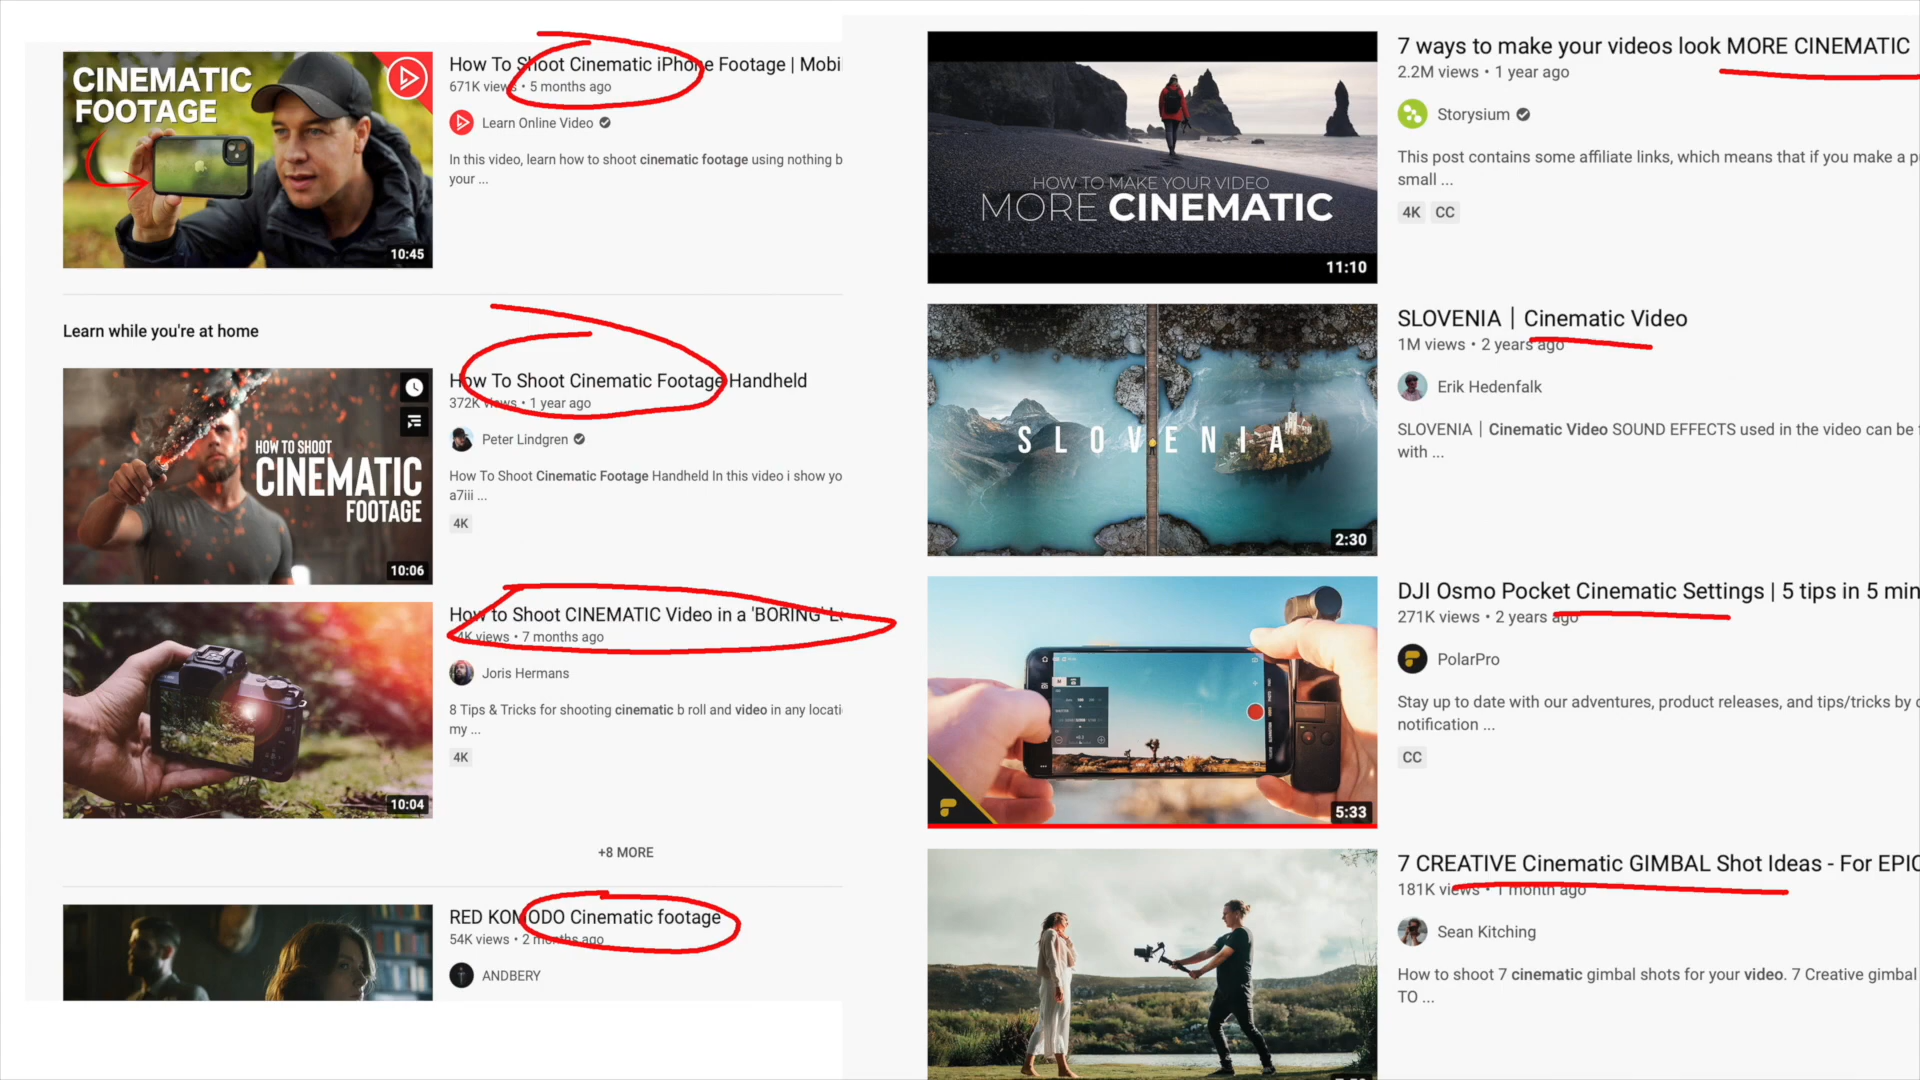 CINEMATIC
FOOTAGE
10:45
How To Shoot Cinematic iPhone Footage | Mobi
671K views • 5 months ago
Learn Online Video
In this video, learn how to shoot cinematic footage using nothing b
your ...
Learn while you're at home
HOW TO SHOOT
CINEMATIC
FOOTAGE
10:06
How To Shoot Cinematic Footage Handheld
372K views • 1 year ago
Peter Lindgren
How To Shoot Cinematic Footage Handheld In this video i show yo
a7iii ...
4K
10:04
How to Shoot CINEMATIC Video in a 'BORING'
4K views • 7 months ago
Joris Hermans
8 Tips & Tricks for shooting cinematic b roll and video in any locati
my ...
4K
+8 MORE
RED KOMODO Cinematic footage
54K views • 2 months ago
ANDBERY
HOW TO MAKE YOUR VIDEO
MORE CINEMATIC
11:10
7 ways to make your videos look MORE CINEMATIC
2.2M views • 1 year ago
Storysium
This post contains some affiliate links, which means that if you make a p
small ...
4K CC
SLOVENIA
2:30
SLOVENIA | Cinematic Video
1M views • 2 years ago
Erik Hedenfalk
SLOVENIA | Cinematic Video SOUND EFFECTS used in the video can be
with ...
5:33
DJI Osmo Pocket Cinematic Settings | 5 tips in 5 min
271K views • 2 years ago
PolarPro
Stay up to date with our adventures, product releases, and tips/tricks by
notification ...
CC
7 CREATIVE Cinematic GIMBAL Shot Ideas - For EPIC
181K views • 1 month ago
Sean Kitching
How to shoot 7 cinematic gimbal shots for your video. 7 Creative gimbal
TO ...